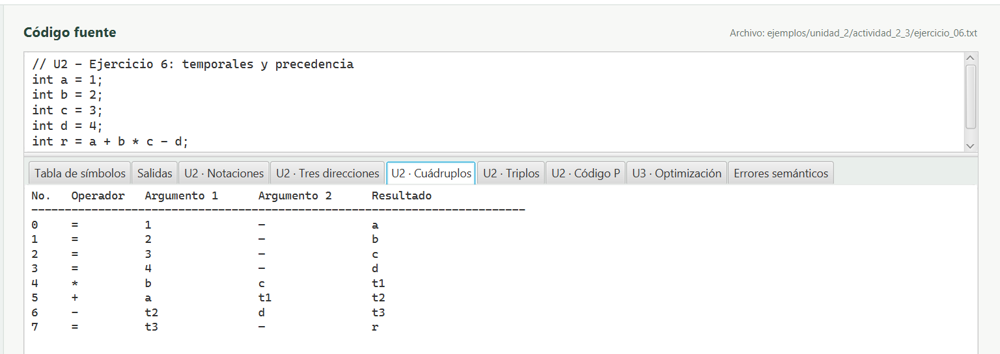 Código fuente
Archivo: ejemplos/unidad_2/actividad_2_3/ejercicio_06.txt
// U2 - Ejercicio 6: temporales y precedencia
int a = 1;
int b = 2;
int c = 3;
int d = 4;
int r = a + b * c - d;
Tabla de símbolos Salidas U2 · Notaciones U2 · Tres direcciones U2 · Cuádruplos U2 · Triplos U2 · Código P U3 · Optimización Errores semánticos
No. Operador Argumento 1 Argumento 2 Resultado
--------------------------------------------------------------------------
0 = 1 - a
1 = 2 - b
2 = 3 - c
3 = 4 - d
4 * b c t1
5 + a t1 t2
6 - t2 d t3
7 = t3 - r